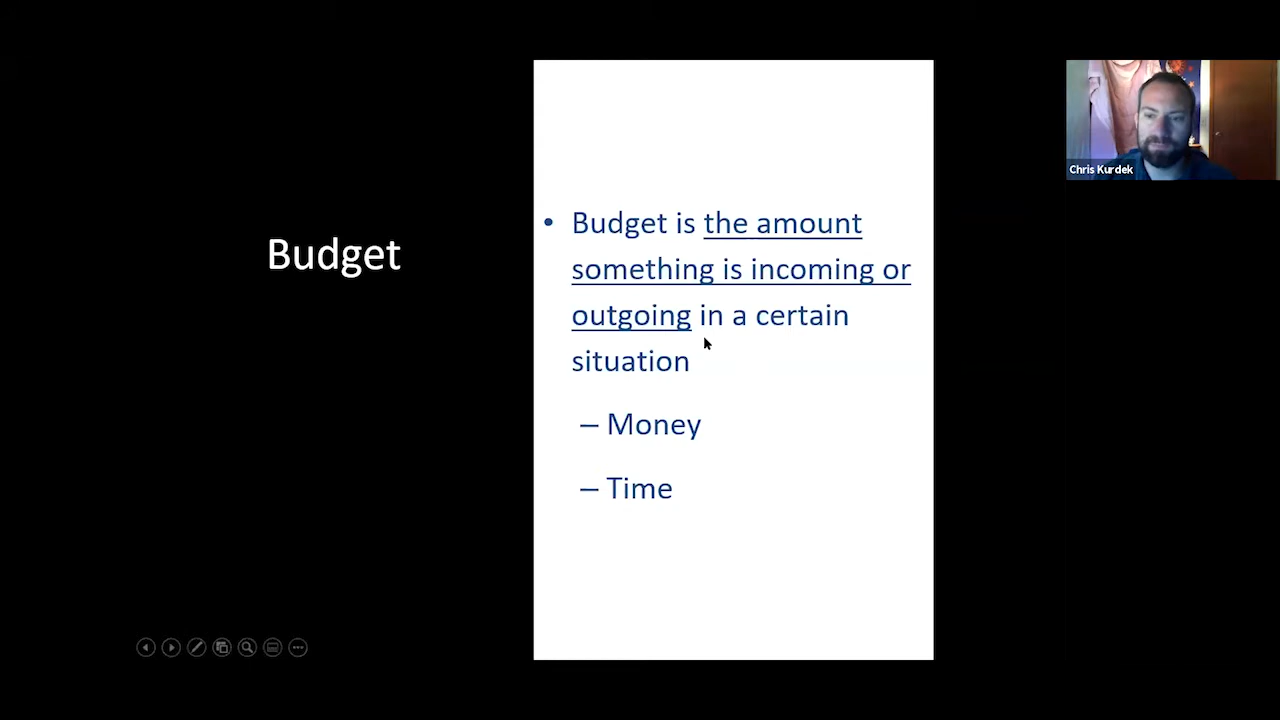 Budget
• Budget is the amount
something is incoming or
outgoing in a certain
situation
– Money
– Time
Chris Kurdek